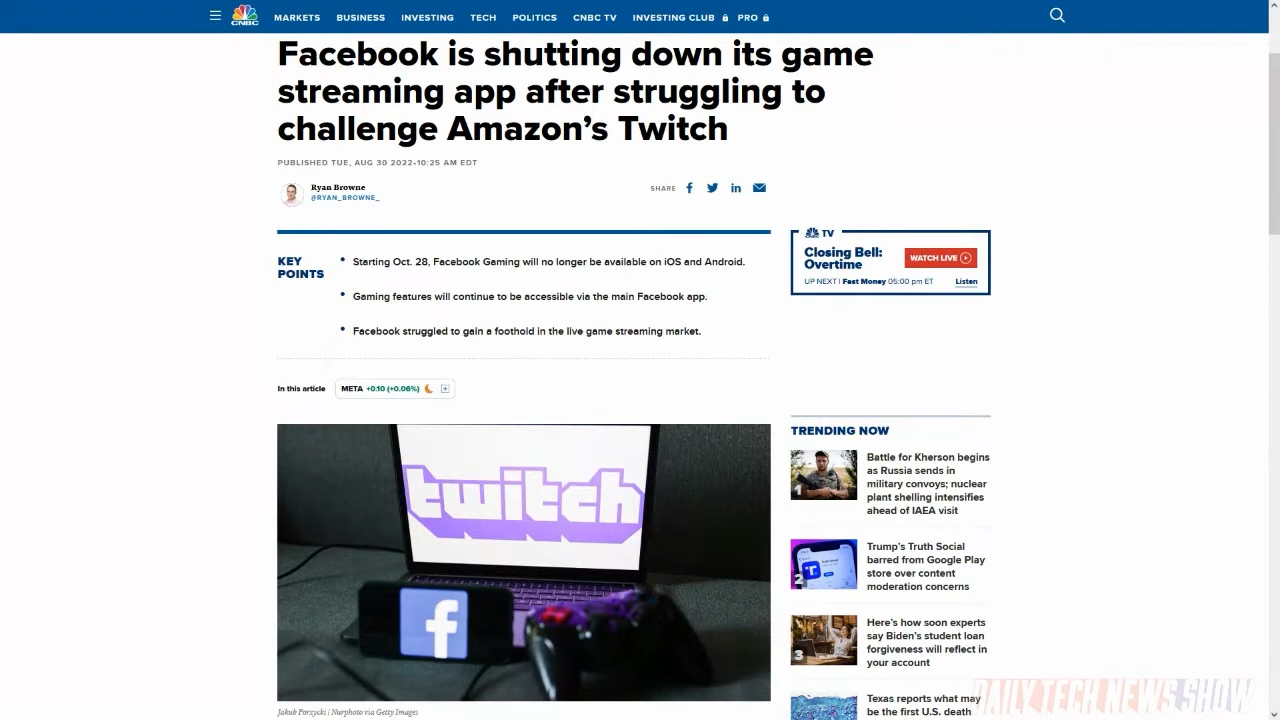 CNBC
MARKETS BUSINESS INVESTING TECH POLITICS CNBC TV INVESTING CLUB PRO
Facebook is shutting down its game
streaming app after struggling to
challenge Amazon’s Twitch
PUBLISHED TUE, AUG 30 2022•10:25 AM EDT
Ryan Browne
@RYAN_BROWNE_
SHARE
KEY
POINTS
• Starting Oct. 28, Facebook Gaming will no longer be available on iOS and Android.
• Gaming features will continue to be accessible via the main Facebook app.
• Facebook struggled to gain a foothold in the live game streaming market.
In this article
META +0.10 (+0.06%)
twitch
f
Jakub Porzycki | Nurphoto via Getty Images
TV
Closing Bell:
Overtime
WATCH LIVE
UP NEXT | Fast Money 05:00 pm ET
Listen
TRENDING NOW
1
Battle for Kherson begins
as Russia sends in
military convoys; nuclear
plant shelling intensifies
ahead of IAEA visit
2
Trump’s Truth Social
barred from Google Play
store over content
moderation concerns
3
Here’s how soon experts
say Biden’s student loan
forgiveness will reflect in
your account
Texas reports what may
be the first U.S. death
DAILY TECH NEWS SHOW